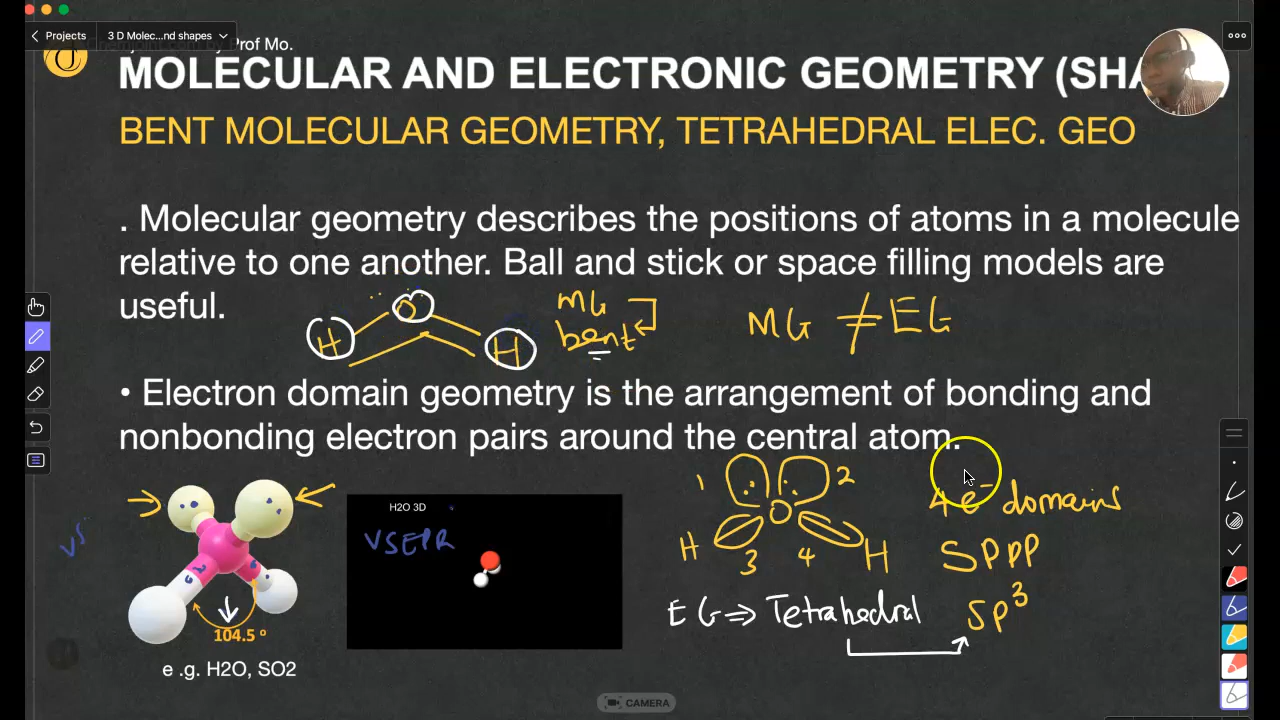 Projects
3 D Molec...nd shapes
Prof Mo.
MOLECULAR AND ELECTRONIC GEOMETRY (SHA
BENT MOLECULAR GEOMETRY, TETRAHEDRAL ELEC. GEO
. Molecular geometry describes the positions of atoms in a molecule
relative to one another. Ball and stick or space filling models are
useful.
H O H
MG
bent
MG ≠ EG
• Electron domain geometry is the arrangement of bonding and
nonbonding electron pairs around the central atom.
104.5 º
e .g. H2O, SO2
VS
H2O 3D
VSEPR
1 2
O
H 3 4 H
4 e⁻ domains
SPPP
EG ⇒ Tetrahedral sp³
CAMERA